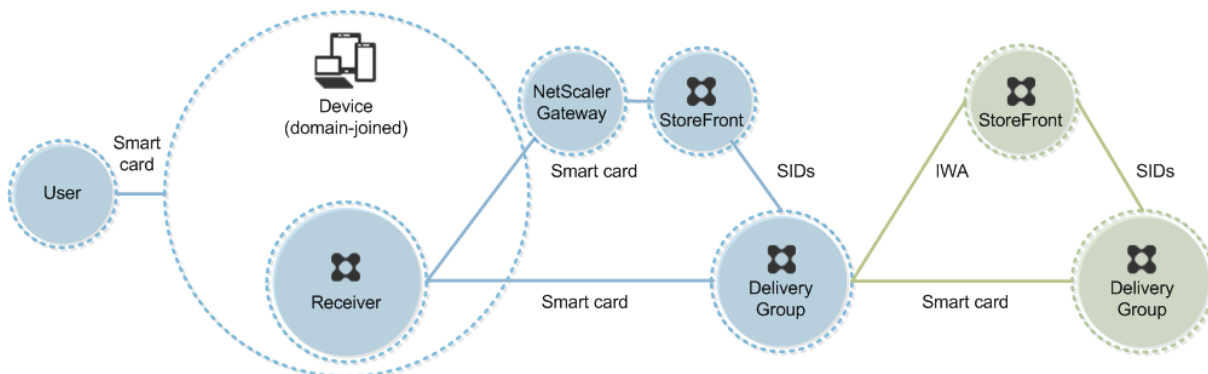 User
Smart
card
Device
(domain-joined)
Receiver
NetScaler
Gateway
StoreFront
Smart card
SIDs
Smart card
Delivery
Group
IWA
StoreFront
SIDs
Smart card
Delivery
Group